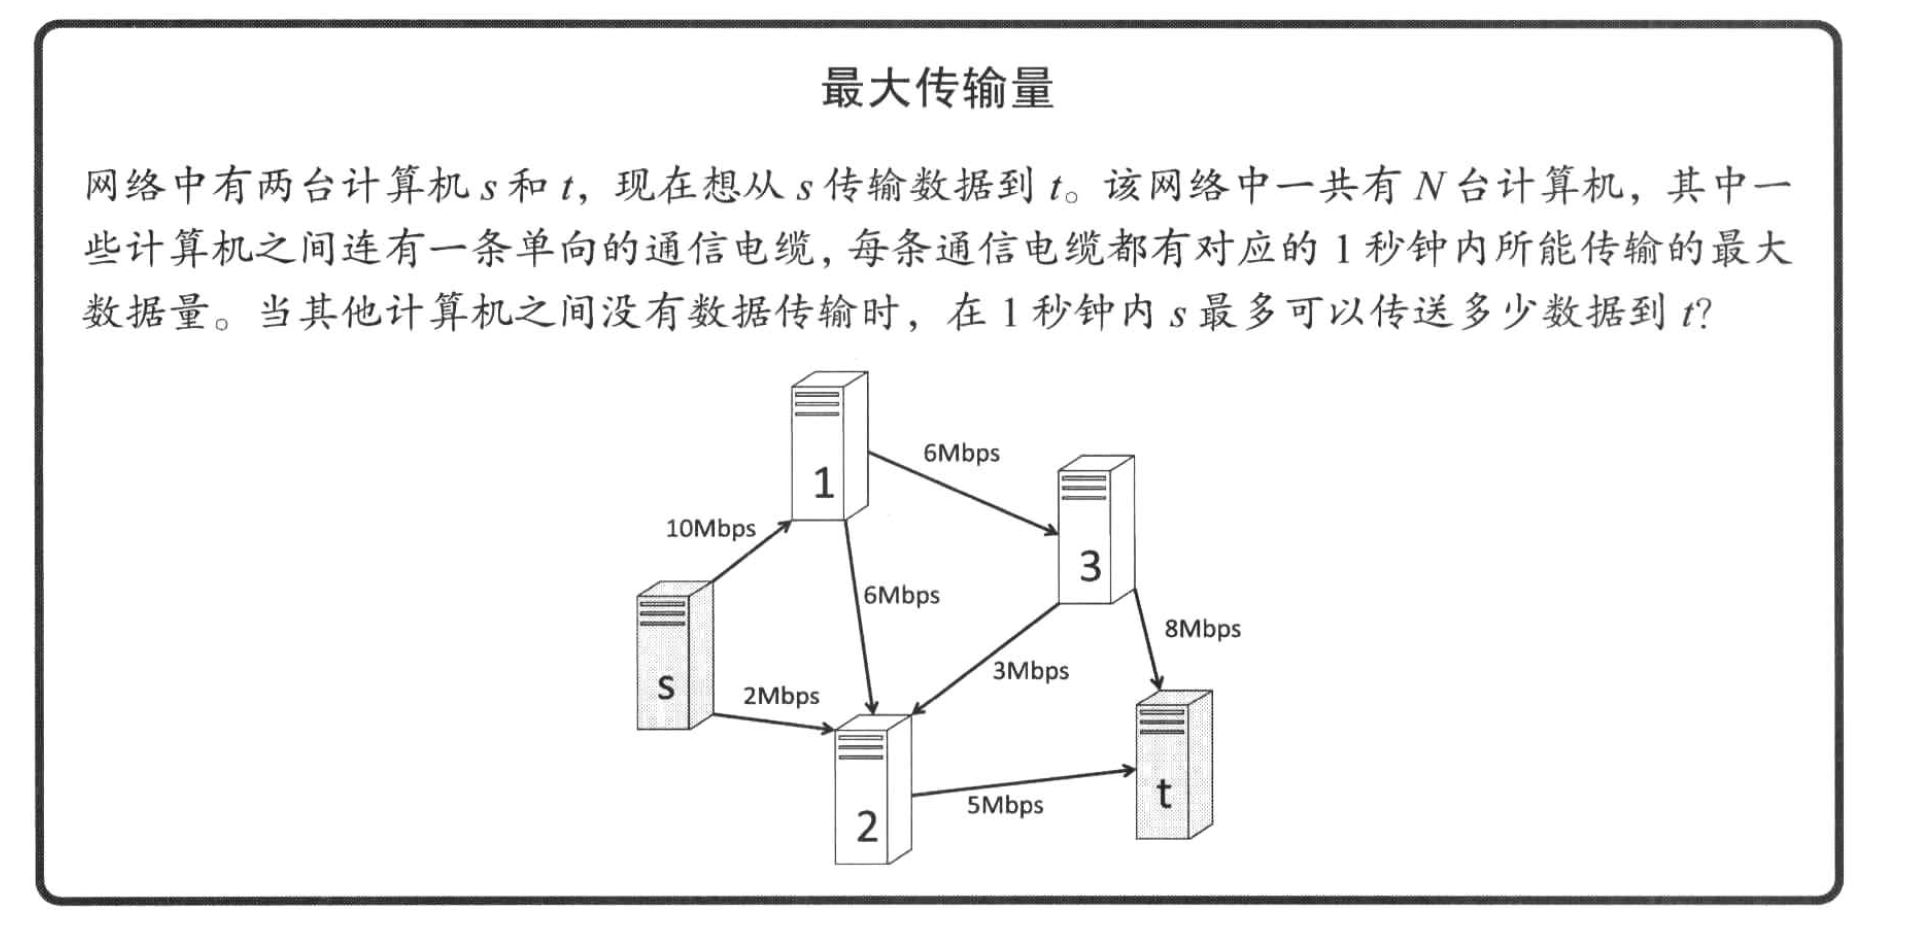 最大传输量
网络中有两台计算机 s 和 t，现在想从 s 传输数据到 t。该网络中一共有 N 台计算机，其中一
些计算机之间连有一条单向的通信电缆，每条通信电缆都有对应的 1 秒钟内所能传输的最大
数据量。当其他计算机之间没有数据传输时，在 1 秒钟内 s 最多可以传送多少数据到 t？
6Mbps
1
10Mbps
3
6Mbps
8Mbps
3Mbps
s
2Mbps
t
5Mbps
2